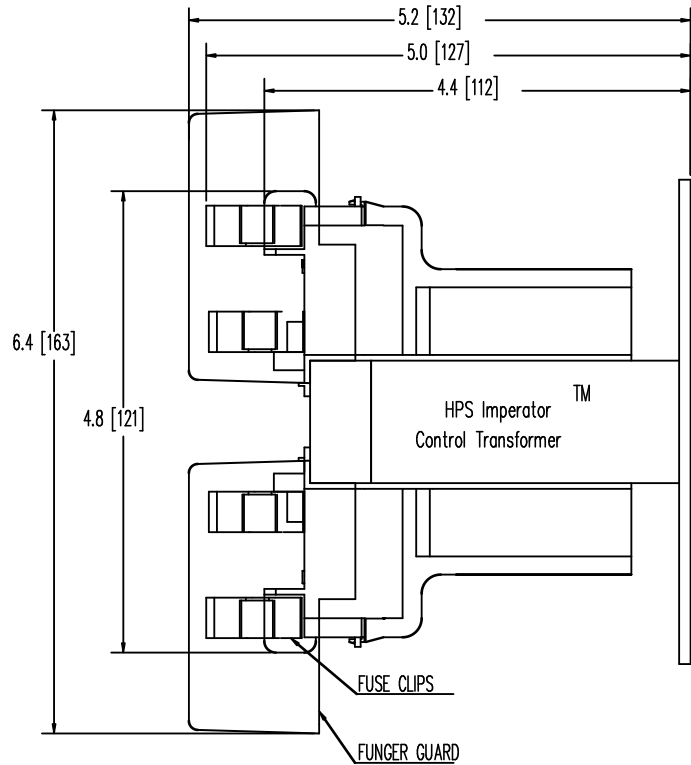 5.2 [132]
5.0 [127]
4.4 [112]
6.4 [163]
4.8 [121]
TM
HPS Imperator
Control Transformer
FUSE CLIPS
FUNGER GUARD